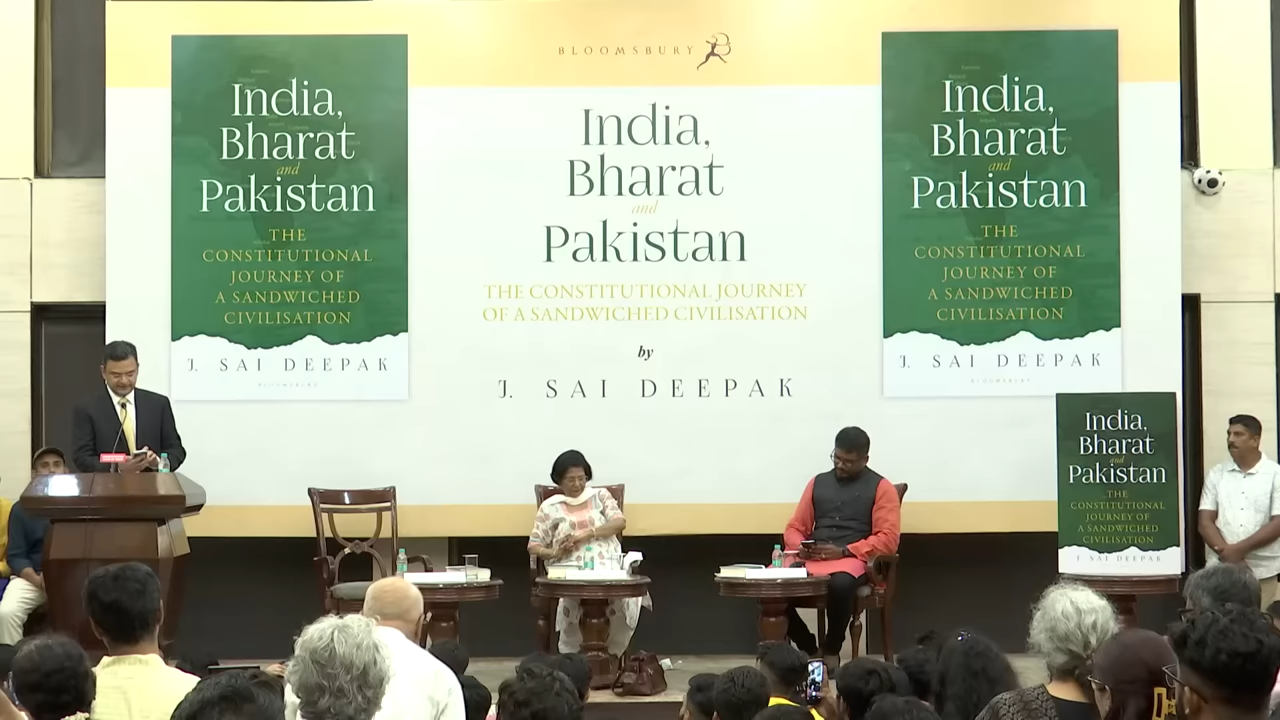 BLOOMSBURY
India,
Bharat
and
Pakistan
THE
CONSTITUTIONAL
JOURNEY OF
A SANDWICHED
CIVILISATION
J. SAI DEEPAK
BLOOMSBURY
India,
Bharat
and
Pakistan
THE CONSTITUTIONAL JOURNEY
OF A SANDWICHED CIVILISATION
by
J. SAI DEEPAK
India,
Bharat
and
Pakistan
THE
CONSTITUTIONAL
JOURNEY OF
A SANDWICHED
CIVILISATION
J. SAI DEEPAK
BLOOMSBURY
India,
Bharat
and
Pakistan
THE
CONSTITUTIONAL
JOURNEY OF
A SANDWICHED
CIVILISATION
J. SAI DEEPAK